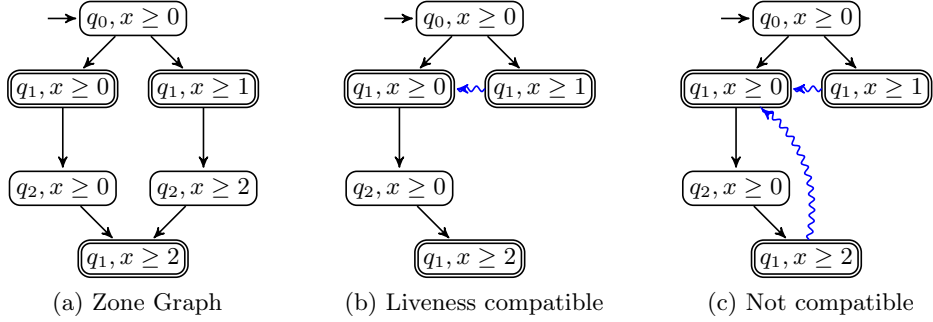 q₀, x ≥ 0
q₁, x ≥ 0 q₁, x ≥ 1
q₂, x ≥ 0 q₂, x ≥ 2
q₁, x ≥ 2
(a) Zone Graph
q₀, x ≥ 0
q₁, x ≥ 0 q₁, x ≥ 1
q₂, x ≥ 0
q₁, x ≥ 2
(b) Liveness compatible
q₀, x ≥ 0
q₁, x ≥ 0 q₁, x ≥ 1
q₂, x ≥ 0
q₁, x ≥ 2
(c) Not compatible